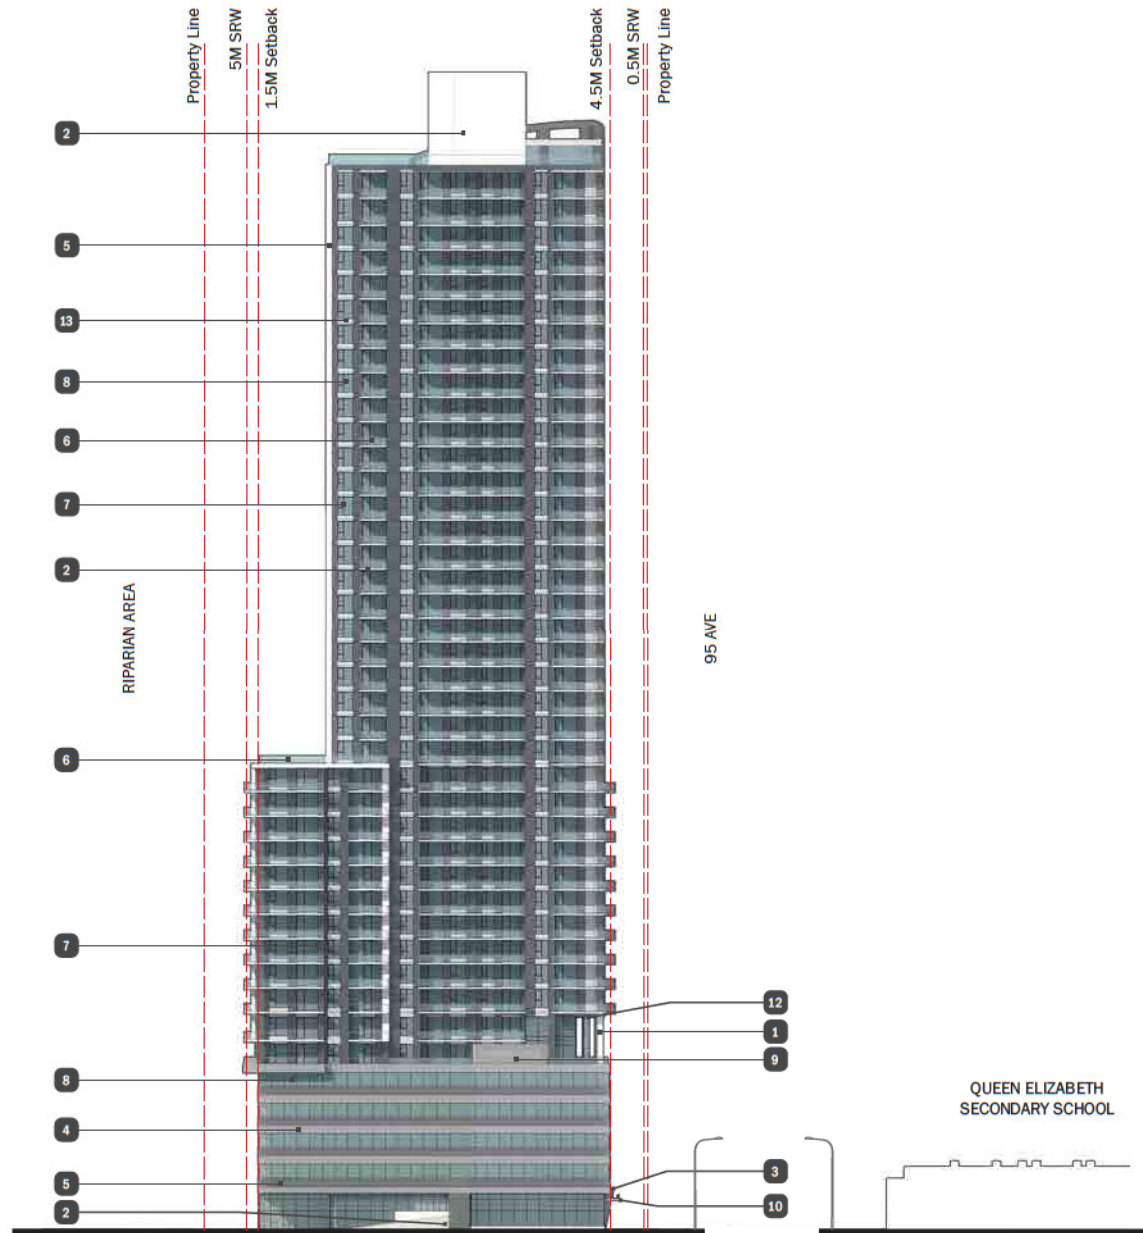 Property Line
5M SRW
1.5M Setback
4.5M Setback
0.5M SRW
Property Line
2
5
13
8
6
7
2
RIPARIAN AREA
95 AVE
6
7
12
1
9
8
QUEEN ELIZABETH
SECONDARY SCHOOL
4
3
5
10
2